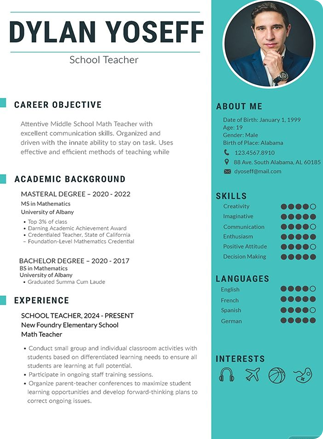 DYLAN YOSEFF
School Teacher
CAREER OBJECTIVE
Attentive Middle School Math Teacher with
excellent communication skills. Organized and
driven with the innate ability to stay on task. Uses
effective and efficient methods of teaching while
ACADEMIC BACKGROUND
MASTERAL DEGREE – 2020 - 2022
MS in Mathematics
University of Albany
• Top 3% of class
• Earning Academic Achievement Award
• Credentialed Teacher, State of California
– Foundation-Level Mathematics Credential
BACHELOR DEGREE – 2020 - 2017
BS in Mathematics
University of Albany
• Graduated Summa Cum Laude
EXPERIENCE
SCHOOL TEACHER, 2024 - PRESENT
New Foundry Elementary School
Math Teacher
• Conduct small group and individual classroom activities with
students based on differentiated learning needs to ensure all
students are learning at full potential.
• Participate in ongoing staff training sessions.
• Organize parent-teacher conferences to maximize student
learning opportunities and develop forward-thinking plans to
correct ongoing issues.
ABOUT ME
Date of Birth: January 1, 1999
Age: 19
Gender: Male
Place of Birth: Alabama
123.4567.8910
88 Ave. South Alabama, AL 60185
dyoseff@mail.com
SKILLS
Creativity
Imaginative
Communication
Enthusiasm
Positive Attitude
Decision Making
LANGUAGES
English
French
Spanish
German
INTERESTS